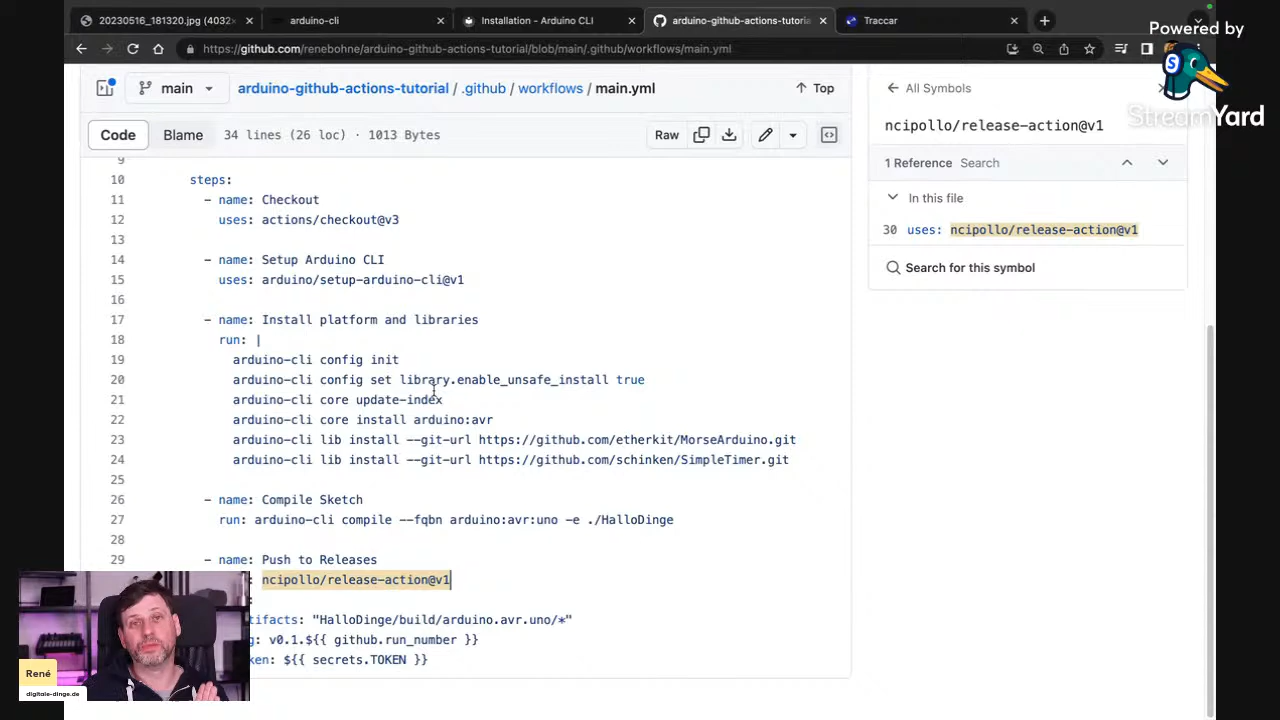 20230516_181320.jpg (4032×
arduino-cli
Installation - Arduino CLI
arduino-github-actions-tutoria
Traccar
Powered by
StreamYard
https://github.com/renebohne/arduino-github-actions-tutorial/blob/main/.github/workflows/main.yml
main
arduino-github-actions-tutorial / .github / workflows / main.yml
Top
Code
Blame
34 lines (26 loc) · 1013 Bytes
Raw
9
10 steps:
11 - name: Checkout
12 uses: actions/checkout@v3
13
14 - name: Setup Arduino CLI
15 uses: arduino/setup-arduino-cli@v1
16
17 - name: Install platform and libraries
18 run: |
19 arduino-cli config init
20 arduino-cli config set library.enable_unsafe_install true
21 arduino-cli core update-index
22 arduino-cli core install arduino:avr
23 arduino-cli lib install --git-url https://github.com/etherkit/MorseArduino.git
24 arduino-cli lib install --git-url https://github.com/schinken/SimpleTimer.git
25
26 - name: Compile Sketch
27 run: arduino-cli compile --fqbn arduino:avr:uno -e ./HalloDinge
28
29 - name: Push to Releases
: ncipollo/release-action@v1
:
tifacts: "HalloDinge/build/arduino.avr.uno/*"
g: v0.1.${{ github.run_number }}
ken: ${{ secrets.TOKEN }}
All Symbols
ncipollo/release-action@v1
1 Reference Search
In this file
30 uses: ncipollo/release-action@v1
Search for this symbol
René
digitale-dinge.de